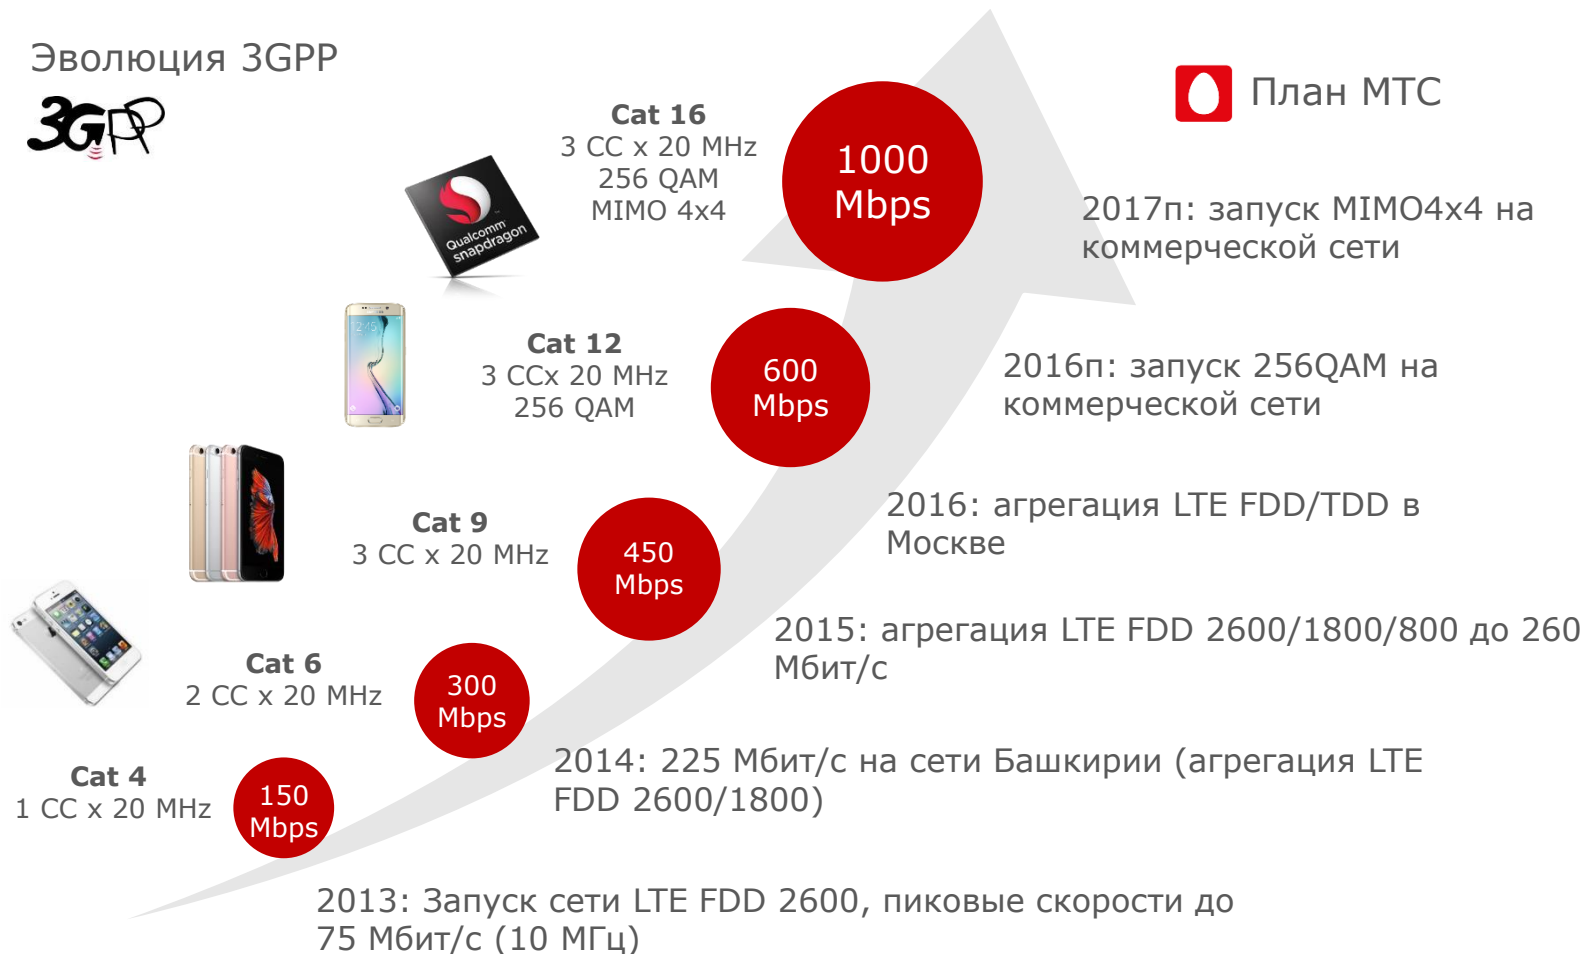 Эволюция 3GPP
3GPP
План МТС
Cat 16
3 CC x 20 MHz
256 QAM
MIMO 4x4
1000
Mbps
Qualcomm
snapdragon
2017п: запуск MIMO4x4 на
коммерческой сети
Cat 12
3 CCx 20 MHz
256 QAM
600
Mbps
2016п: запуск 256QAM на
коммерческой сети
Cat 9
3 CC x 20 MHz
450
Mbps
2016: агрегация LTE FDD/TDD в
Москве
Cat 6
2 CC x 20 MHz
300
Mbps
2015: агрегация LTE FDD 2600/1800/800 до 260
Мбит/с
Cat 4
1 CC x 20 MHz
150
Mbps
2014: 225 Мбит/с на сети Башкирии (агрегация LTE
FDD 2600/1800)
2013: Запуск сети LTE FDD 2600, пиковые скорости до
75 Мбит/с (10 МГц)